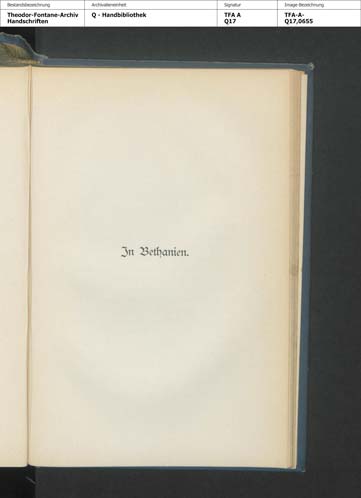 Bestandsbezeichnung
Archivalieneinheit
Signatur
Image-Bezeichnung
Theodor-Fontane-Archiv
Handschriften
Q - Handbibliothek
TFA A
Q17
TFA-A-
Q17,0655
In Bethanien.